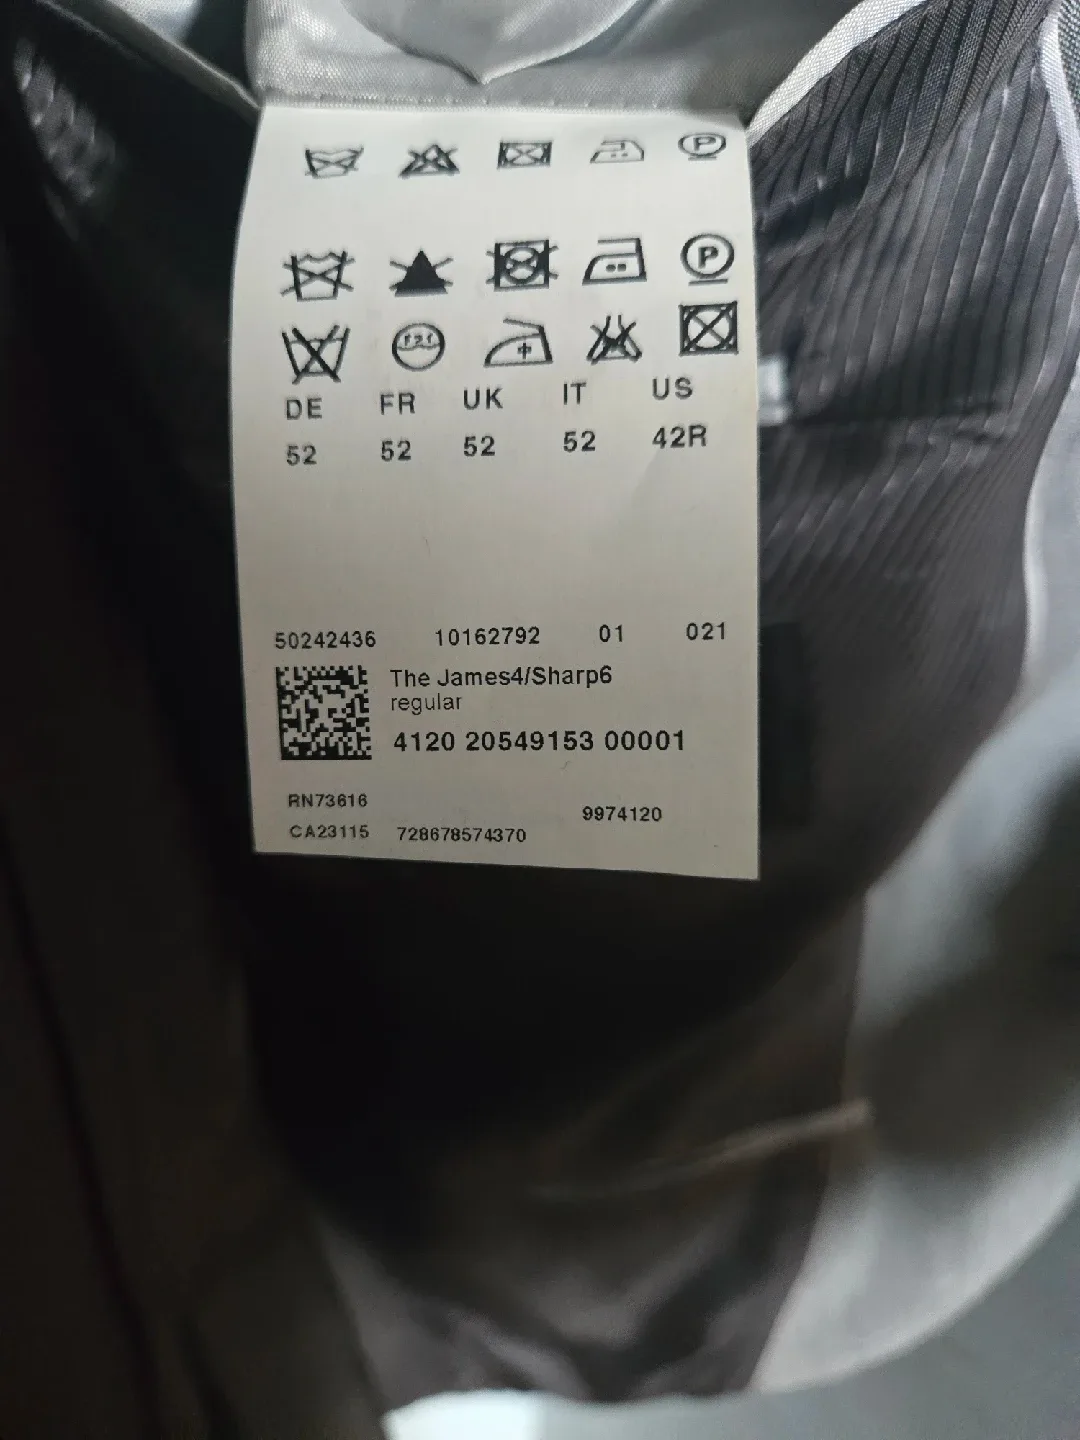 P
P
DE FR UK IT US
52 52 52 52 42R
50242436 10162792 01 021
The James4/Sharp6
regular
4120 20549153 00001
RN73616 9974120
CA23115 728678574370